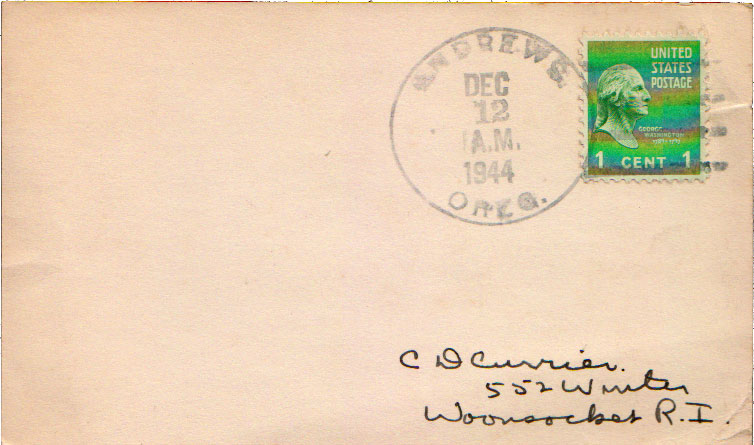 ANDREWS.
DEC
12
A.M.
1944
OREG.
UNITED
STATES
POSTAGE
GEORGE
WASHINGTON
1 CENT 1
C D Currier.
552 Winter
Woonsocket R.I.